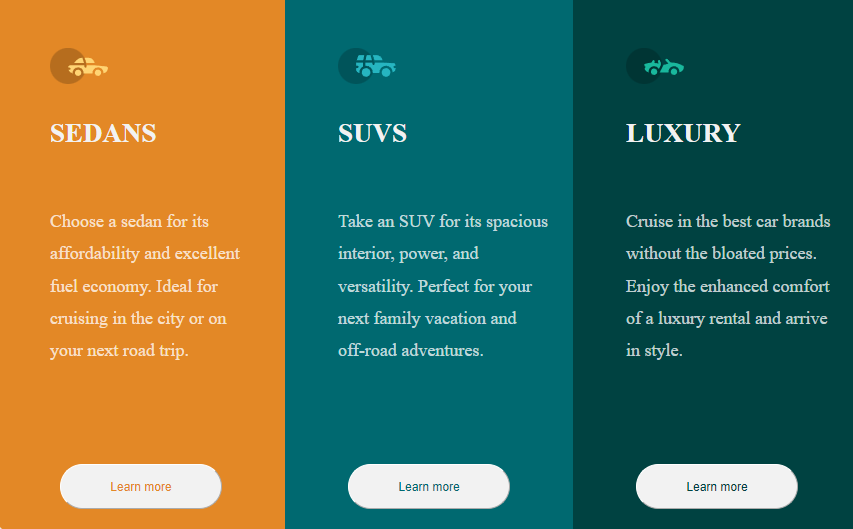 SEDANS
Choose a sedan for its
affordability and excellent
fuel economy. Ideal for
cruising in the city or on
your next road trip.
Learn more
SUVS
Take an SUV for its spacious
interior, power, and
versatility. Perfect for your
next family vacation and
off-road adventures.
Learn more
LUXURY
Cruise in the best car brands
without the bloated prices.
Enjoy the enhanced comfort
of a luxury rental and arrive
in style.
Learn more